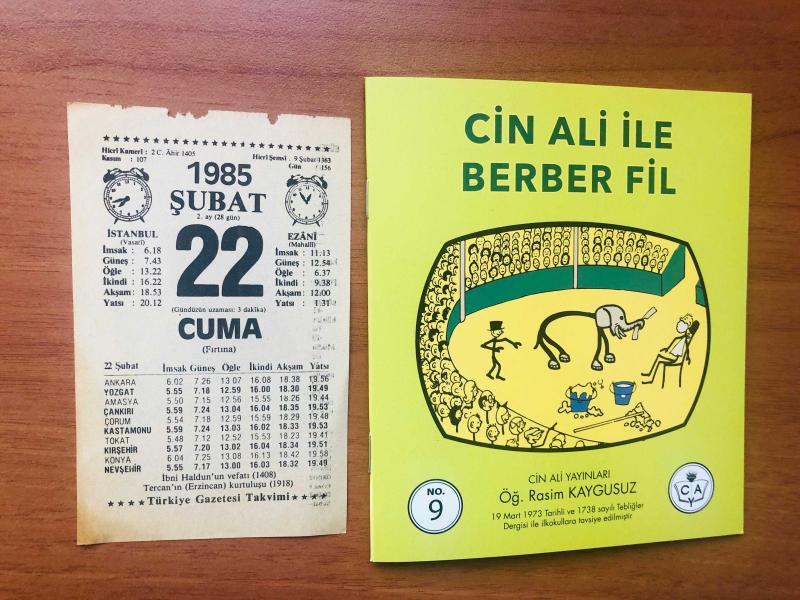 Hicrî Kamerî : 2 C. Âhir 1405
Kasım : 107
Hicrî Şemsî . 9 Şubat 1363
Gün 156
1985
ŞUBAT
2. ay (28 gün)
İSTANBUL
(Vasatî)
İmsak : 6.18
Güneş : 7.43
Öğle : 13.22
İkindi : 16.22
Akşam : 18.53
Yatsı : 20.12
22
EZANÎ
(Mahallî)
İmsak : 11.13
Güneş : 12.54
Öğle : 6.37
İkindi : 9.38
Akşam : 12.00
Yatsı : 1.31
(Gündüzün uzaması: 3 dakika)
CUMA
(Fırtına)
22 Şubat İmsak Güneş Öğle İkindi Akşam Yatsı
ANKARA 6.02 7.26 13.07 16.08 18.38 19.56
YOZGAT 5.55 7.18 12.59 16.00 18.30 19.49
AMASYA 5.50 7.15 12.56 15.55 18.26 19.44
ÇANKIRI 5.59 7.24 13.04 16.04 18.35 19.53
ÇORUM 5.54 7.18 12.59 15.59 18.29 19.48
KASTAMONU 5.59 7.24 13.03 16.02 18.33 19.53
TOKAT 5.48 7.12 12.52 15.53 18.23 19.41
KIRŞEHİR 5.57 7.20 13.02 16.04 18.34 19.51
KONYA 6.04 7.25 13.08 16.13 18.42 19.58
NEVŞEHİR 5.55 7.17 13.00 16.03 18.32 19.49
İbni Haldun'un vefatı (1408)
Tercan'ın (Erzincan) kurtuluşu (1918)
Türkiye Gazetesi Takvimi
CİN ALİ İLE
BERBER FİL
CİN ALİ YAYINLARI
Öğ. Rasim KAYGUSUZ
19 Mart 1973 Tarihli ve 1738 sayılı Tebliğler
Dergisi ile ilkokullara tavsiye edilmiştir
NO.
9
C A
Y